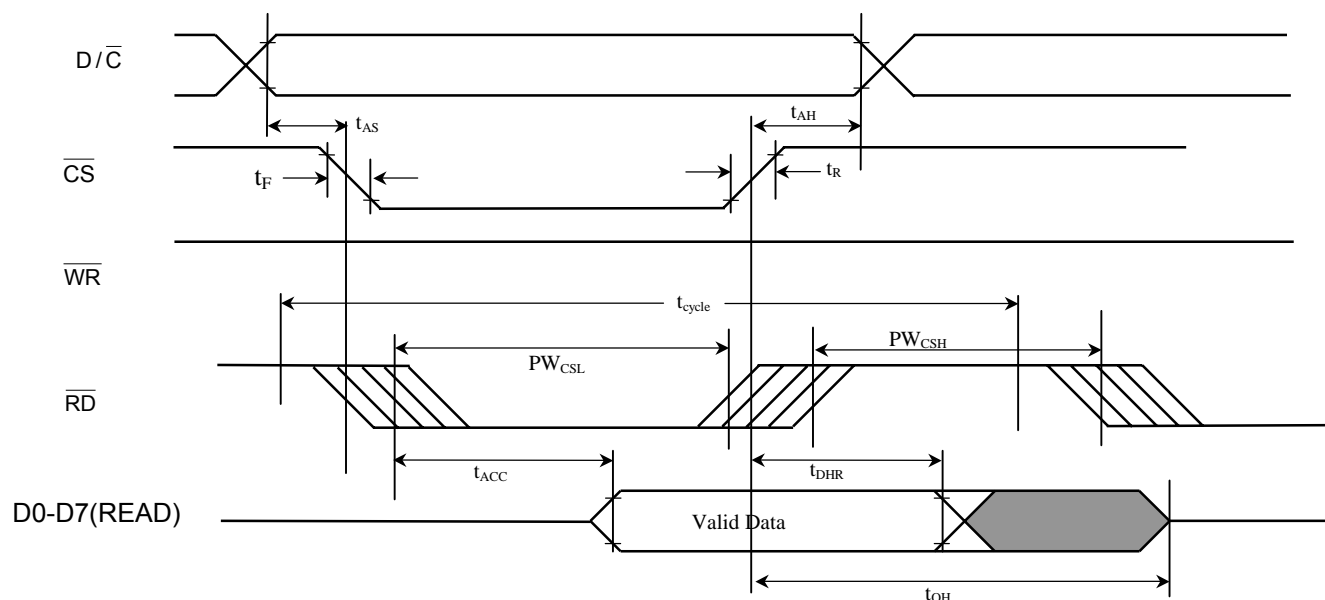 D / C̅
t_AS
t_AH
C̅S̅
t_F
t_R
W̅R̅
t_cycle
PW_CSL
PW_CSH
R̅D̅
t_ACC
t_DHR
D0-D7(READ)
Valid Data
t_OH